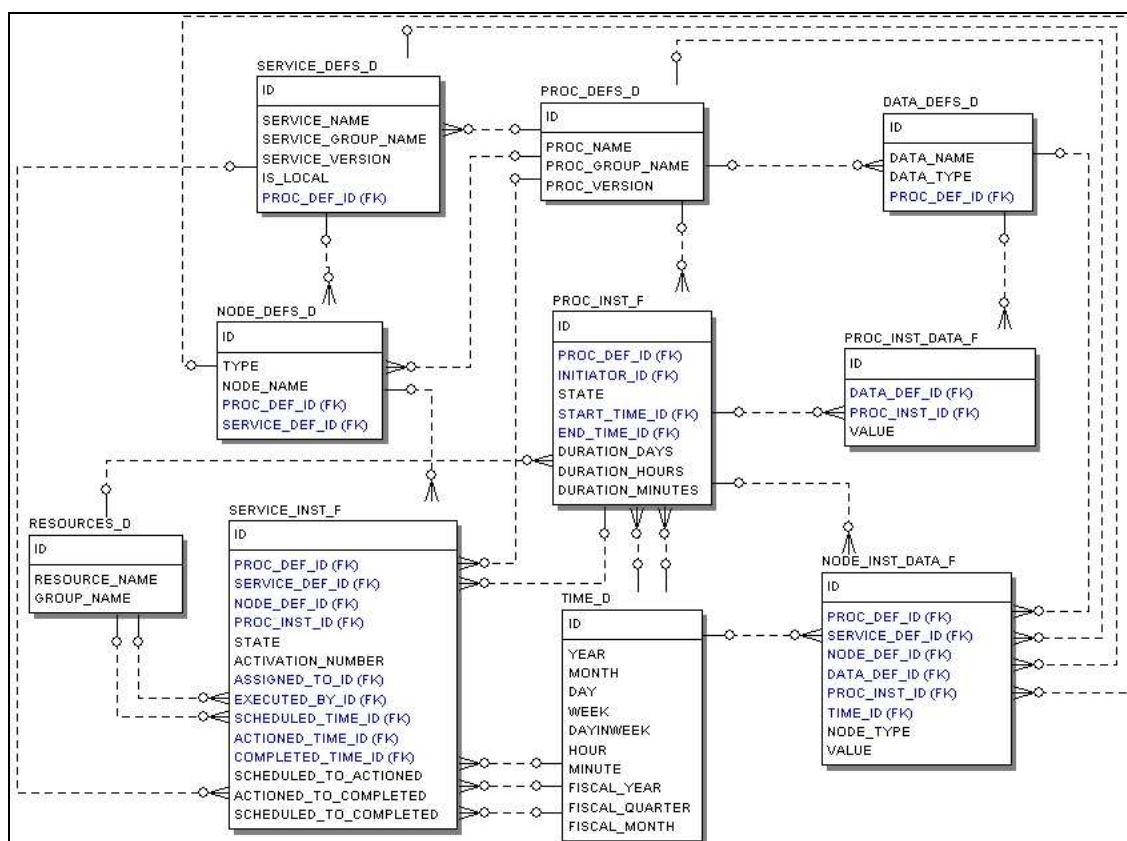 SERVICE_DEFS_D
ID
SERVICE_NAME
SERVICE_GROUP_NAME
SERVICE_VERSION
IS_LOCAL
PROC_DEF_ID (FK)
PROC_DEFS_D
ID
PROC_NAME
PROC_GROUP_NAME
PROC_VERSION
DATA_DEFS_D
ID
DATA_NAME
DATA_TYPE
PROC_DEF_ID (FK)
NODE_DEFS_D
ID
TYPE
NODE_NAME
PROC_DEF_ID (FK)
SERVICE_DEF_ID (FK)
PROC_INST_F
ID
PROC_DEF_ID (FK)
INITIATOR_ID (FK)
STATE
START_TIME_ID (FK)
END_TIME_ID (FK)
DURATION_DAYS
DURATION_HOURS
DURATION_MINUTES
PROC_INST_DATA_F
ID
DATA_DEF_ID (FK)
PROC_INST_ID (FK)
VALUE
RESOURCES_D
ID
RESOURCE_NAME
GROUP_NAME
SERVICE_INST_F
ID
PROC_DEF_ID (FK)
SERVICE_DEF_ID (FK)
NODE_DEF_ID (FK)
PROC_INST_ID (FK)
STATE
ACTIVATION_NUMBER
ASSIGNED_TO_ID (FK)
EXECUTED_BY_ID (FK)
SCHEDULED_TIME_ID (FK)
ACTIONED_TIME_ID (FK)
COMPLETED_TIME_ID (FK)
SCHEDULED_TO_ACTIONED
ACTIONED_TO_COMPLETED
SCHEDULED_TO_COMPLETED
TIME_D
ID
YEAR
MONTH
DAY
WEEK
DAYINWEEK
HOUR
MINUTE
FISCAL_YEAR
FISCAL_QUARTER
FISCAL_MONTH
NODE_INST_DATA_F
ID
PROC_DEF_ID (FK)
SERVICE_DEF_ID (FK)
NODE_DEF_ID (FK)
DATA_DEF_ID (FK)
PROC_INST_ID (FK)
TIME_ID (FK)
NODE_TYPE
VALUE